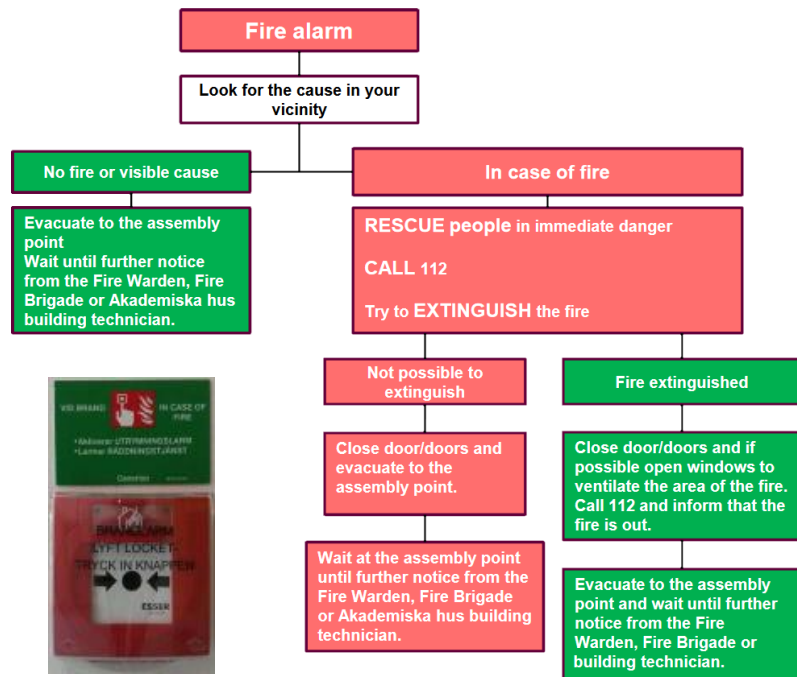 Fire alarm
Look for the cause in your
vicinity
No fire or visible cause
In case of fire
Evacuate to the assembly
point
Wait until further notice
from the Fire Warden, Fire
Brigade or Akademiska hus
building technician.
RESCUE people in immediate danger
CALL 112
Try to EXTINGUISH the fire
Not possible to
extinguish
Fire extinguished
Close door/doors and
evacuate to the
assembly point.
Close door/doors and if
possible open windows to
ventilate the area of the fire.
Call 112 and inform that the
fire is out.
Wait at the assembly point
until further notice from the
Fire Warden, Fire Brigade
or Akademiska hus building
technician.
Evacuate to the assembly
point and wait until further
notice from the Fire
Warden, Fire Brigade or
building technician.
VID BRAND
IN CASE OF
FIRE
•Aktiverar UTRYMNINGSLARM
•Larmar RÄDDNINGSTJÄNST
BRANDLARM
LYFT LOCKET-
TRYCK IN KNAPPEN
ESSER